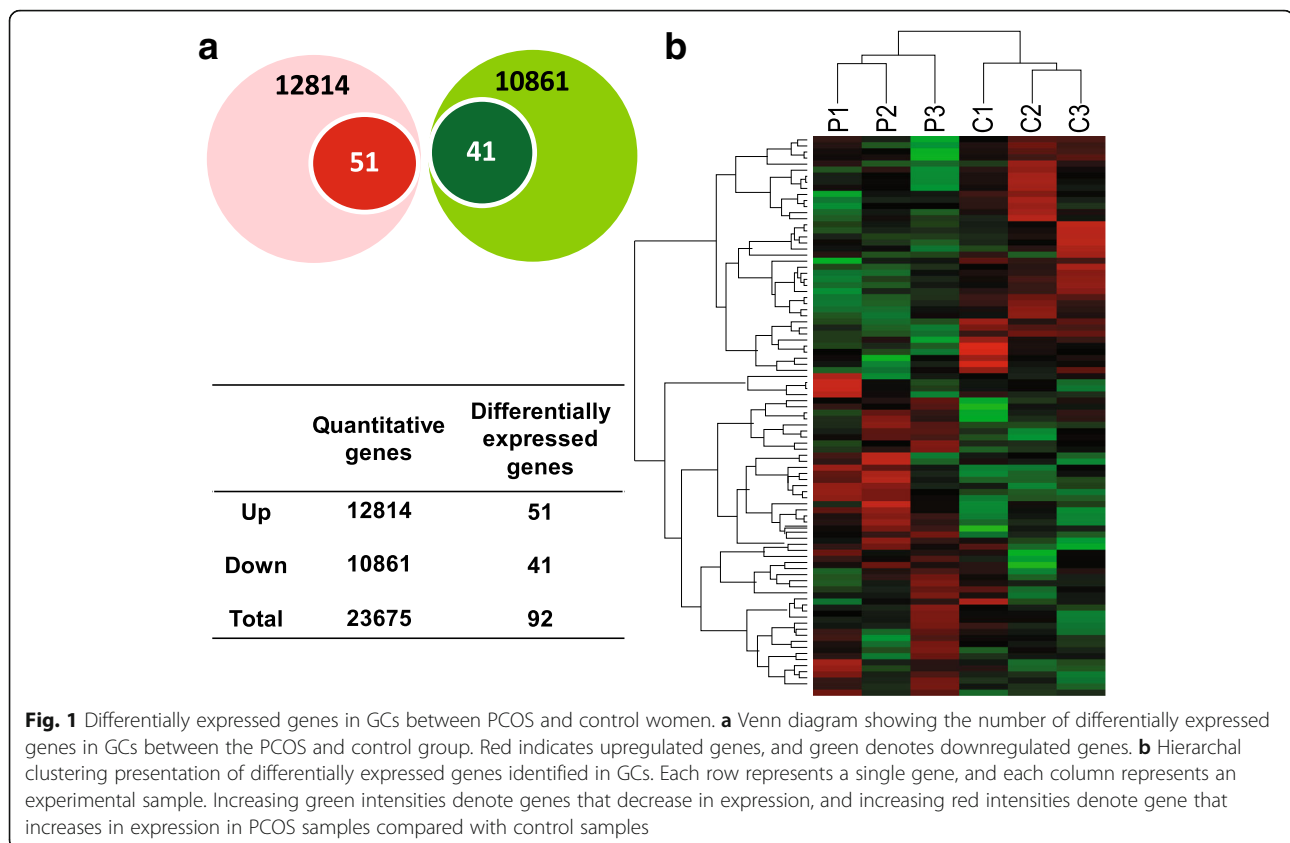 a
12814
10861
51
41
b
P1
P2
P3
C1
C2
C3
Quantitative genes
Differentially expressed genes
Up 12814 51
Down 10861 41
Total 23675 92
Fig. 1 Differentially expressed genes in GCs between PCOS and control women. a Venn diagram showing the number of differentially expressed
genes in GCs between the PCOS and control group. Red indicates upregulated genes, and green denotes downregulated genes. b Hierarchal
clustering presentation of differentially expressed genes identified in GCs. Each row represents a single gene, and each column represents an
experimental sample. Increasing green intensities denote genes that decrease in expression, and increasing red intensities denote gene that
increases in expression in PCOS samples compared with control samples